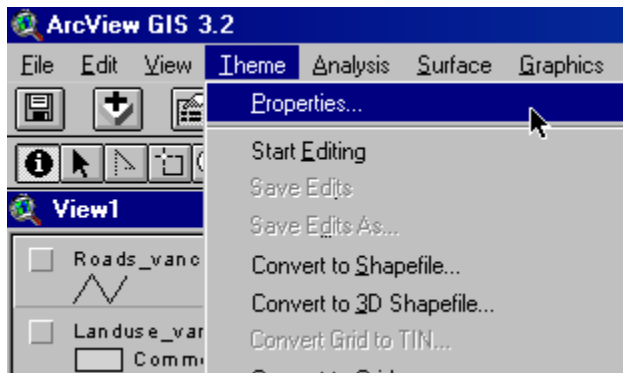 ArcView GIS 3.2
File Edit View Theme Analysis Surface Graphics
Properties...
Start Editing
Save Edits
Save Edits As...
Convert to Shapefile...
Convert to 3D Shapefile...
Convert Grid to TIN...
View1
Roads_vanc
Landuse_var
Comm